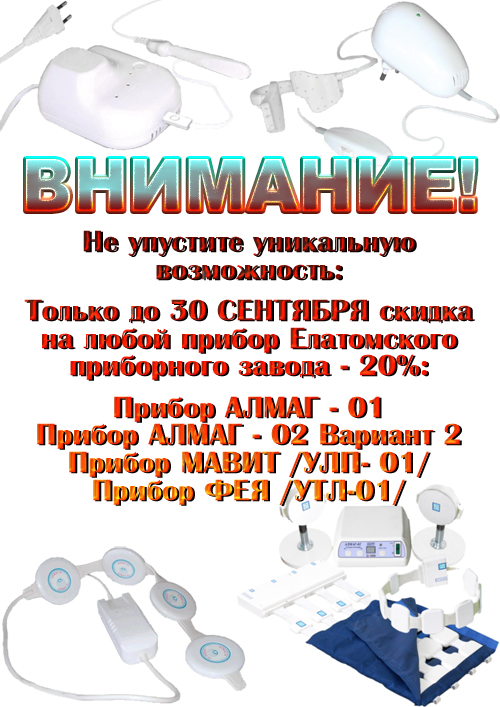 ВНИМАНИЕ!
Не упустите уникальную
возможность:
Только до 30 СЕНТЯБРЯ скидка
на любой прибор Елатомского
приборного завода - 20%:
Прибор АЛМАГ - 01
Прибор АЛМАГ - 02 Вариант 2
Прибор МАВИТ /УЛП- 01/
Прибор ФЕЯ /УТЛ-01/